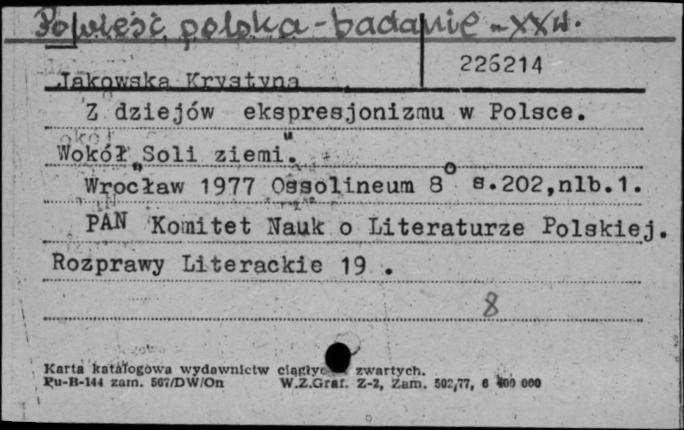 Powieść polska - badanie - XXw.
226214
Jakowska Krystyna
Z dziejów ekspresjonizmu w Polsce.
Wokół „Soli ziemi".
Wrocław 1977 Ossolineum 8° s.202,nlb.1.
PAN Komitet Nauk o Literaturze Polskiej.
Rozprawy Literackie 19 .
8
Karta katalogowa wydawnictw zwartych.
Pu-B-144 zam. 567/DW/On W.Z.Graf. Z-2, Zam. 502/77, 6 400 000